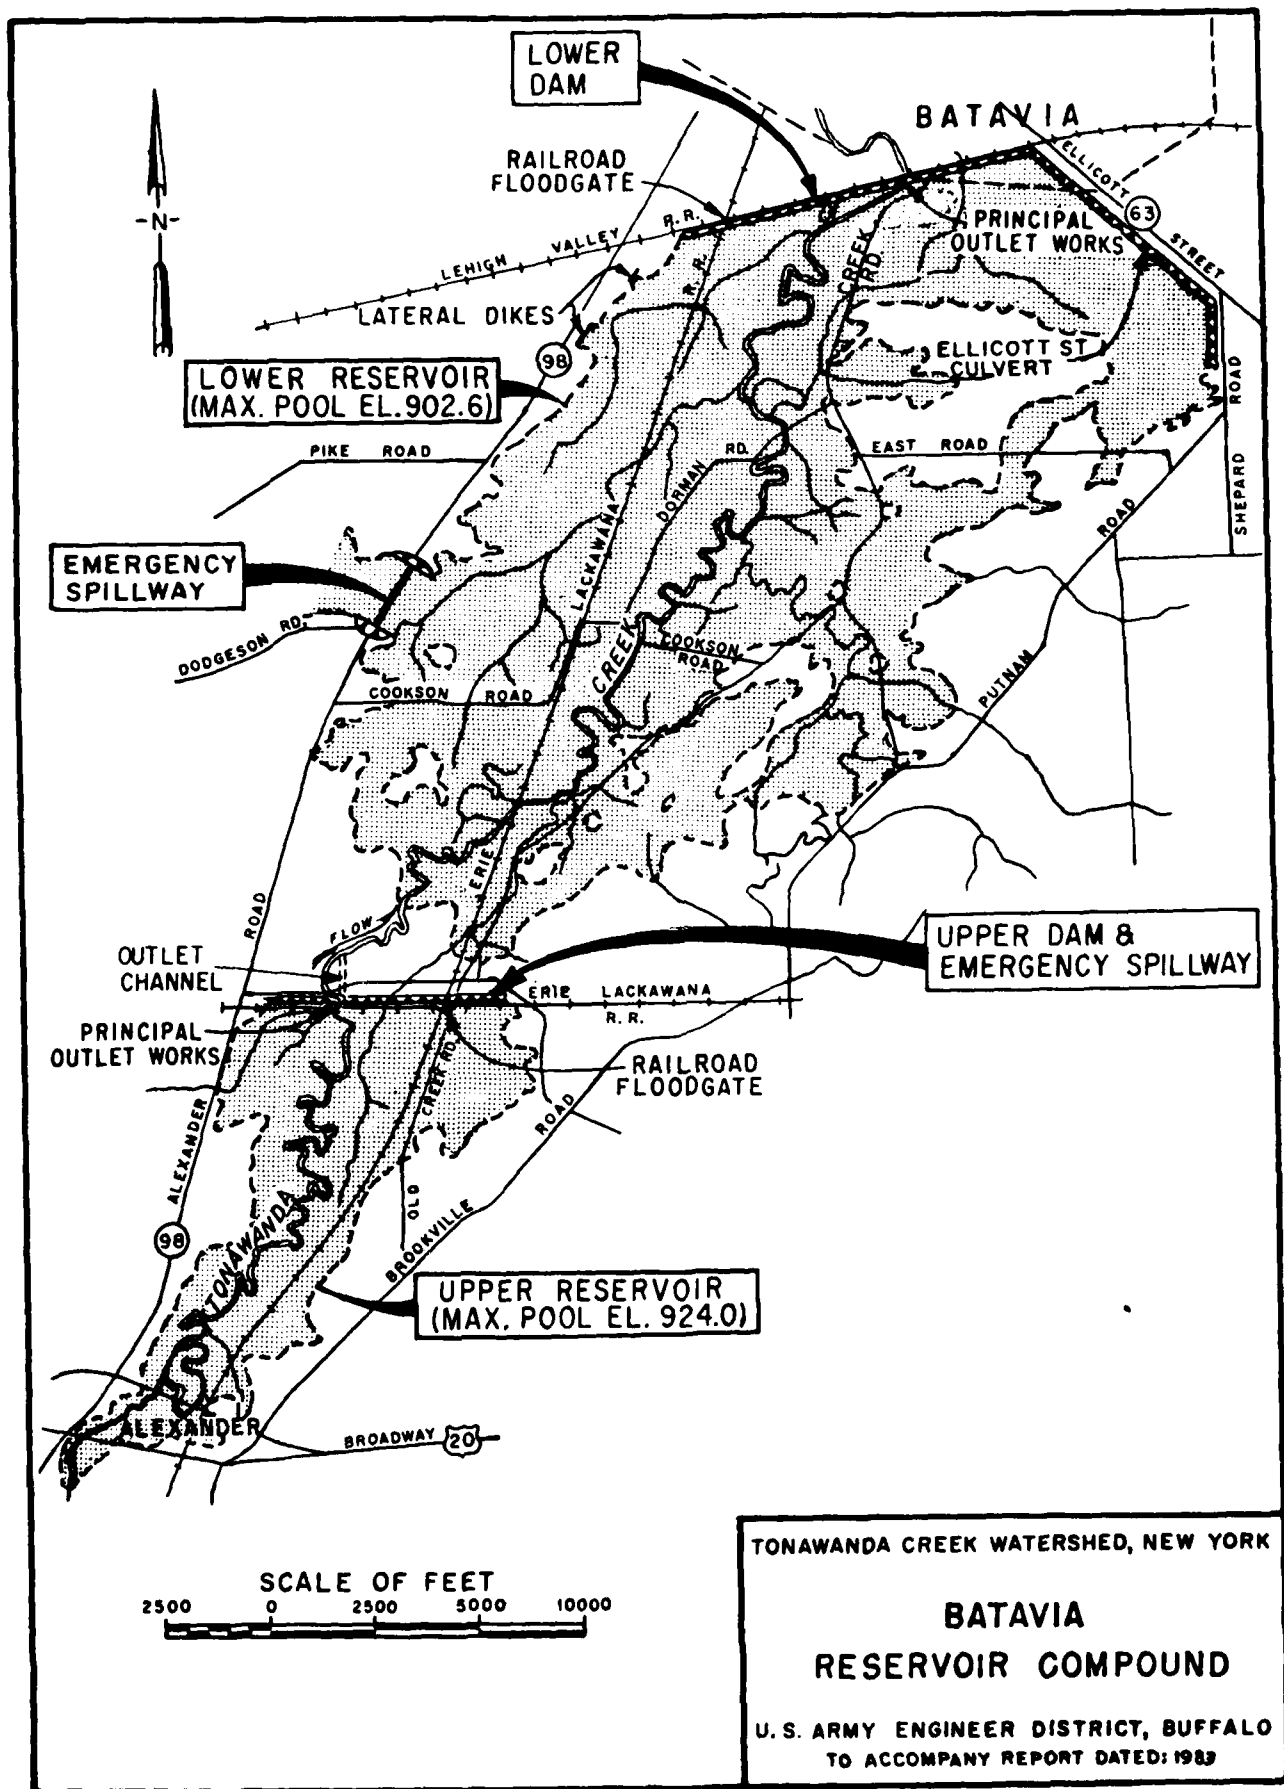 LOWER
DAM
BATAVIA
RAILROAD
FLOODGATE
ELLICOTT
63
STREET
PRINCIPAL
OUTLET WORKS
-N-
LEHIGH VALLEY R.R.
R. R.
CREEK
RD.
LATERAL DIKES
98
ELLICOTT ST
CULVERT
LOWER RESERVOIR
(MAX. POOL EL.902.6)
ROAD
SHEPARD
PIKE ROAD
EAST ROAD
DORMAN
RD.
LACKAWANA
ROAD
PUTNAM
EMERGENCY
SPILLWAY
DODGESON RD.
COOKSON
ROAD
CREEK
COOKSON ROAD
ERIE
ROAD
FLOW
OUTLET
CHANNEL
UPPER DAM &
EMERGENCY SPILLWAY
ERIE LACKAWANA
R. R.
PRINCIPAL
OUTLET WORKS
RAILROAD
FLOODGATE
CREEK RD.
OLD
ROAD
BROOKVILLE
ALEXANDER
98
TONAWANDA
UPPER RESERVOIR
(MAX. POOL EL. 924.0)
ALEXANDER
BROADWAY
20
SCALE OF FEET
2500 0 2500 5000 10000
TONAWANDA CREEK WATERSHED, NEW YORK
BATAVIA
RESERVOIR COMPOUND
U. S. ARMY ENGINEER DISTRICT, BUFFALO
TO ACCOMPANY REPORT DATED: 1983